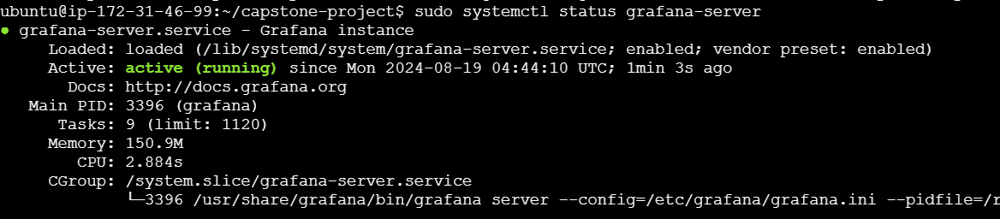 ubuntu@ip-172-31-46-99:~/capstone-project$ sudo systemctl status grafana-server
● grafana-server.service - Grafana instance
Loaded: loaded (/lib/systemd/system/grafana-server.service; enabled; vendor preset: enabled)
Active: active (running) since Mon 2024-08-19 04:44:10 UTC; 1min 3s ago
Docs: http://docs.grafana.org
Main PID: 3396 (grafana)
Tasks: 9 (limit: 1120)
Memory: 150.9M
CPU: 2.884s
CGroup: /system.slice/grafana-server.service
└─3396 /usr/share/grafana/bin/grafana server --config=/etc/grafana/grafana.ini --pidfile=/r